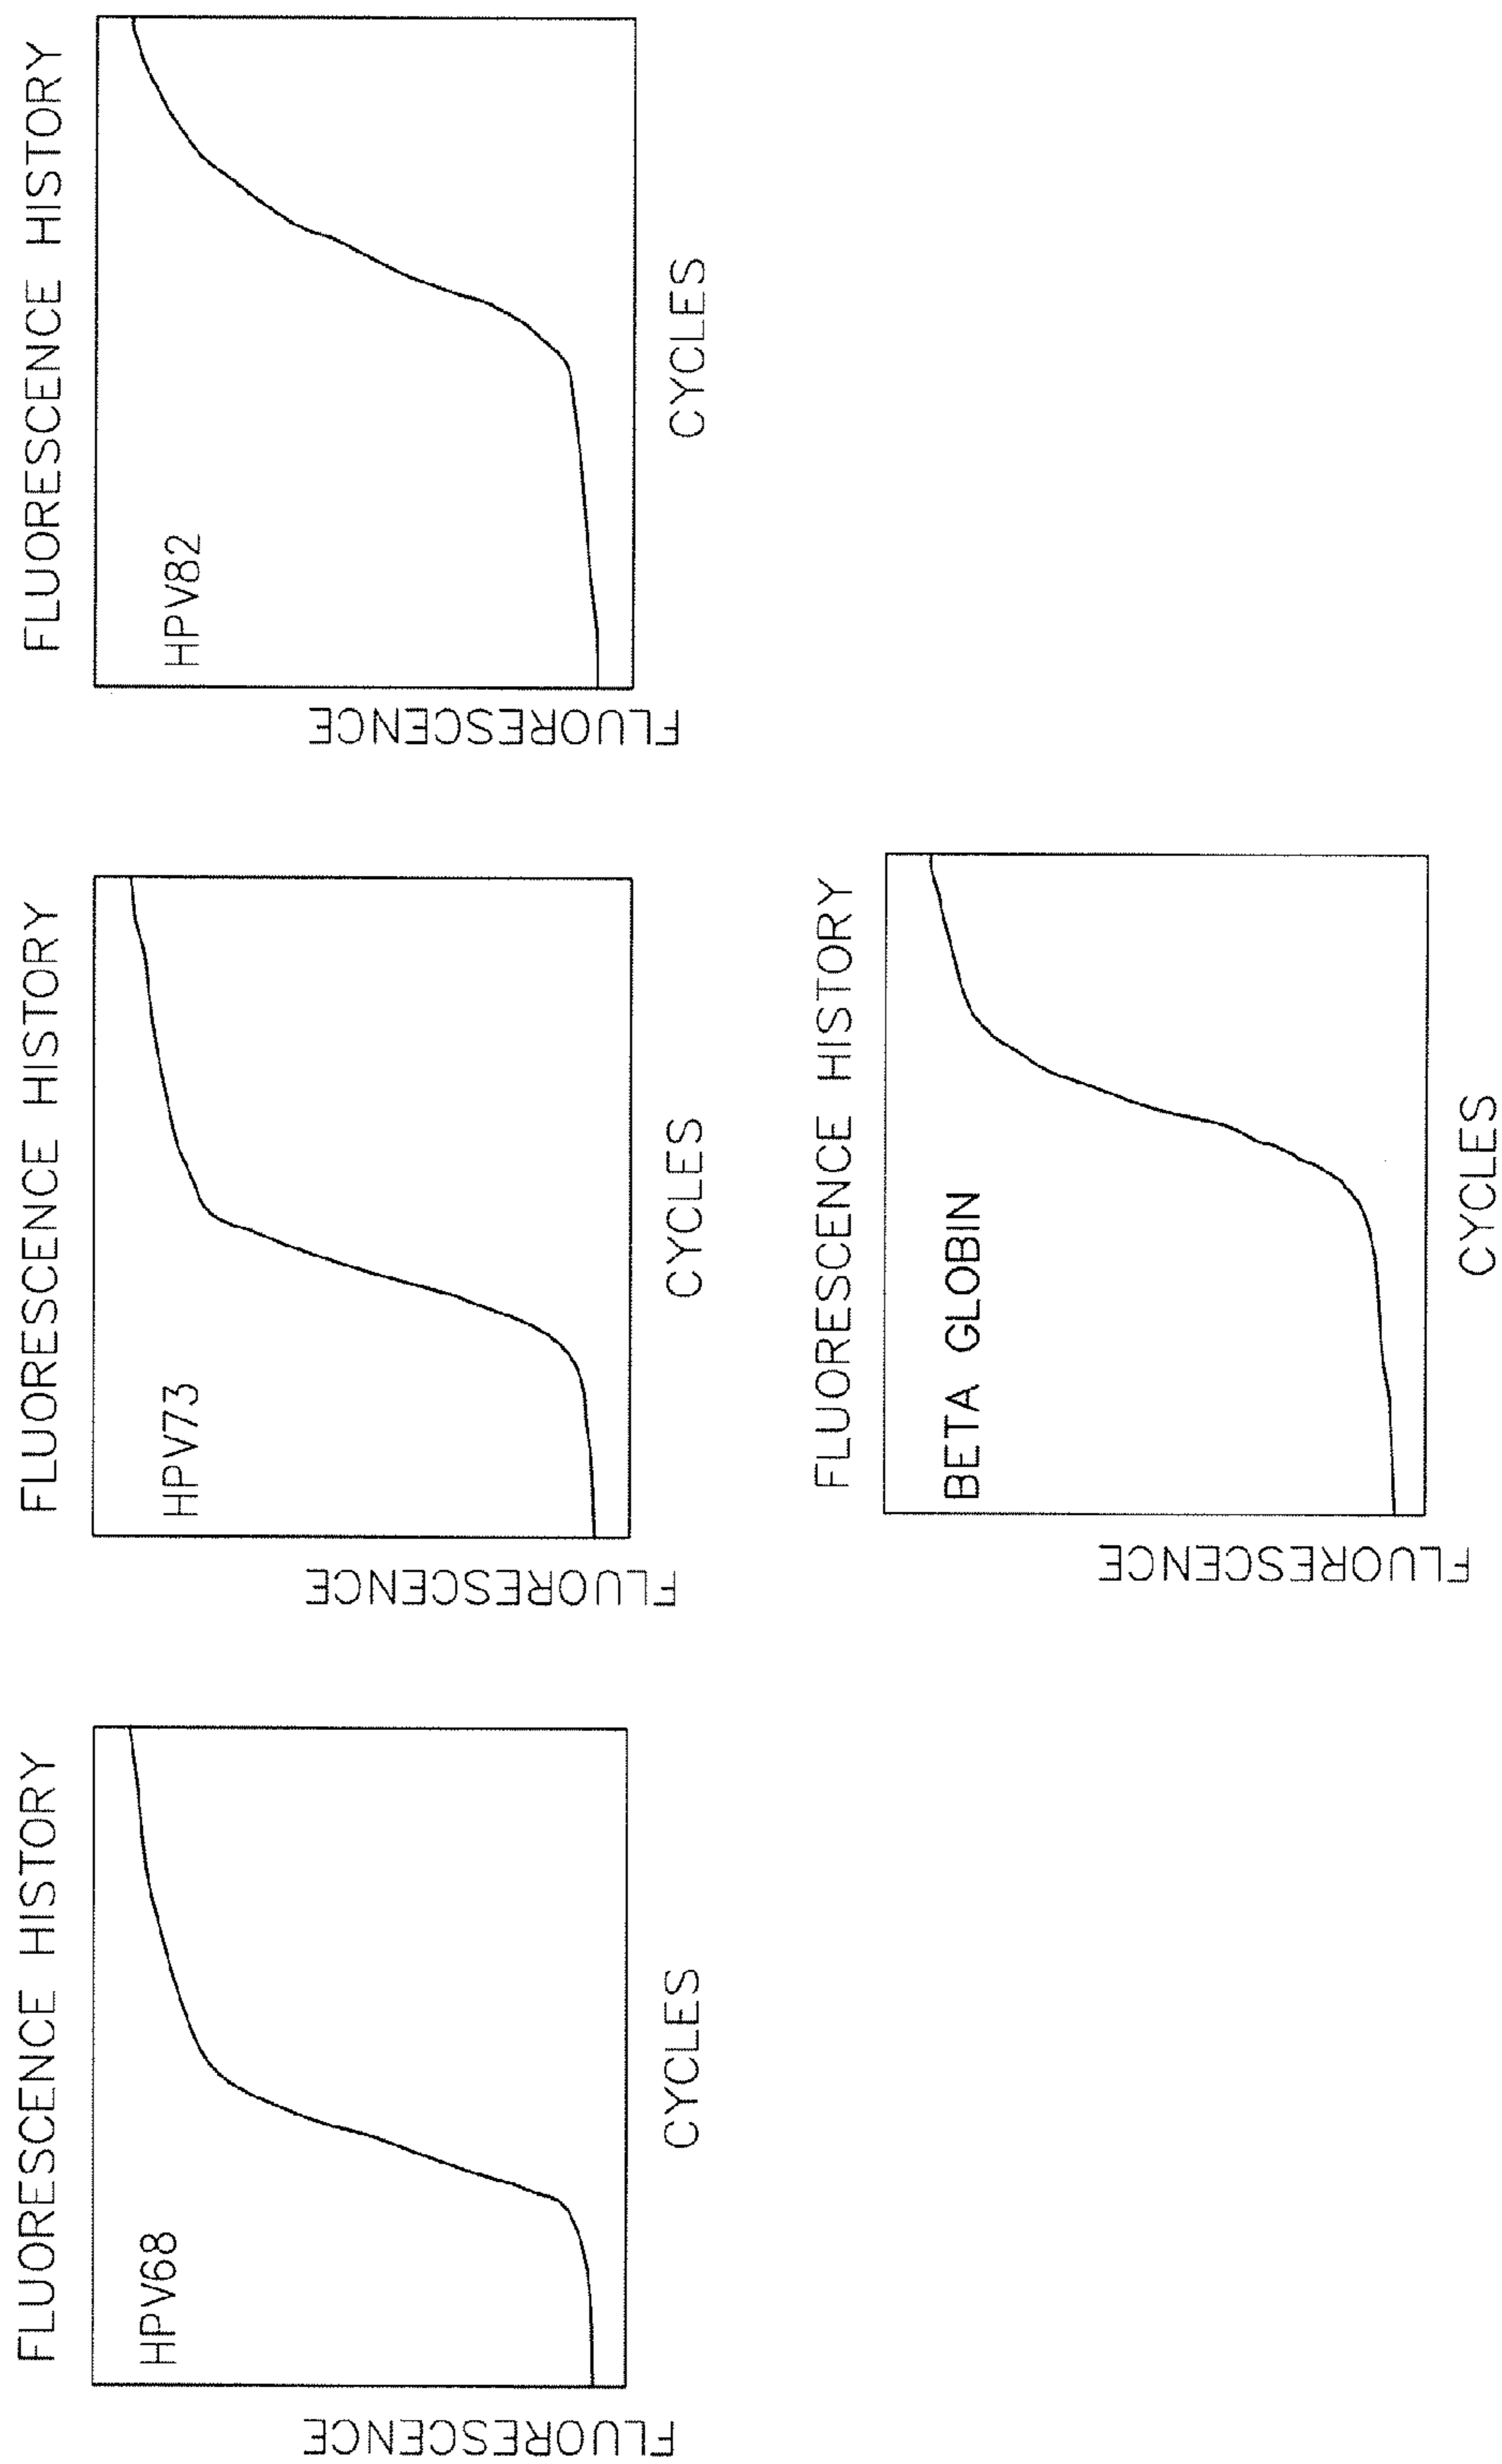 FLUORESCENCE HISTORY
HPV68
FLUORESCENCE
CYCLES
FLUORESCENCE HISTORY
HPV73
FLUORESCENCE
CYCLES
FLUORESCENCE HISTORY
HPV82
FLUORESCENCE
CYCLES
FLUORESCENCE HISTORY
BETA GLOBIN
FLUORESCENCE
CYCLES